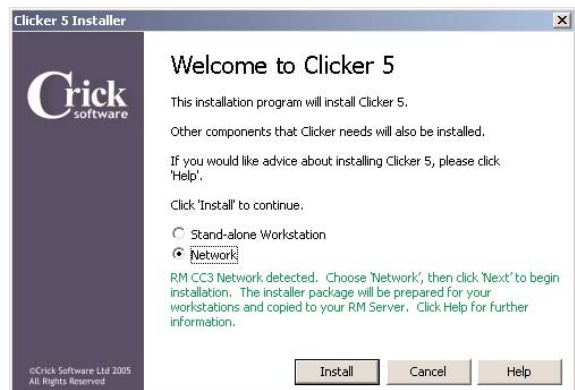 Clicker 5 Installer
Crick
software
Welcome to Clicker 5
This installation program will install Clicker 5.
Other components that Clicker needs will also be installed.
If you would like advice about installing Clicker 5, please click
'Help'.
Click 'Install' to continue.
Stand-alone Workstation
Network
RM CC3 Network detected. Choose 'Network', then click 'Next' to begin
installation. The installer package will be prepared for your
workstations and copied to your RM Server. Click Help for further
information.
©Crick Software Ltd 2005
All Rights Reserved
Install
Cancel
Help